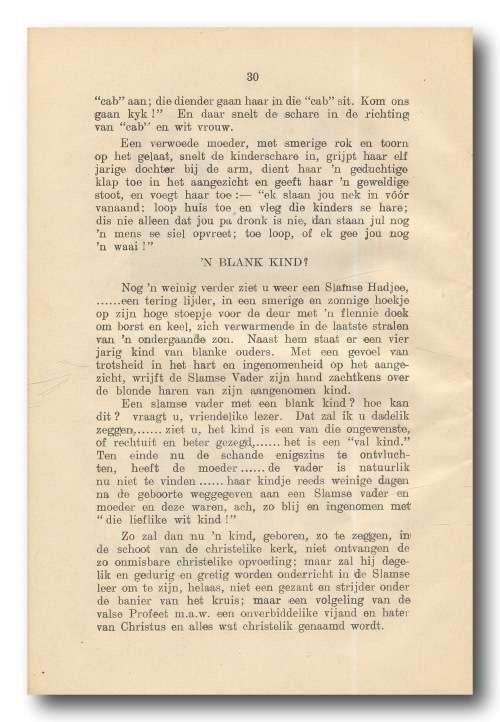 30
"cab" aan; die diender gaan haar in die "cab" sit. Kom ons
gaan kyk!" En daar snelt de schare in de richting
van "cab" en wit vrouw.
Een verwoede moeder, met smerige rok en toorn
op het gelaat, snelt de kinderschare in, grijpt haar elf
jarige dochter bij de arm, dient haar 'n geduchtige
klap toe in het aangezicht en geeft haar 'n geweldige
stoot, en voegt haar toe :— "ek slaan jou nek in vóór
vanaand; loop huis toe en vleg die kinders se hare;
dis nie alleen dat jou pa dronk is nie, dan staan jul nog
'n mens se siel opvreet; toe loop, of ek gee jou nog
'n waai!"
'N BLANK KIND?
Nog 'n weinig verder ziet u weer een Slamse Hadjee,
......een tering lijder, in een smerige en zonnige hoekje
op zijn hoge stoepje voor de deur met 'n flennie doek
om borst en keel, zich verwarmende in de laatste stralen
van 'n ondergaande zon. Naast hem staat er een vier
jarig kind van blanke ouders. Met een gevoel van
trotsheid in het hart en ingenomenheid op het aange-
zicht, wrijft de Slamse Vader zijn hand zachtkens over
de blonde haren van zijn aangenomen kind.
Een slamse vader met een blank kind? hoe kan
dit? vraagt u, vriendelike lezer. Dat zal ik u dadelik
zeggen,...... ziet u, het kind is een van die ongewenste,
of rechtuit en beter gezegd,...... het is een "val kind."
Ten einde nu de schande enigszins te ontvluch-
ten, heeft de moeder...... de vader is natuurlik
nu niet te vinden...... haar kindje reeds weinige dagen
na de geboorte weggegeven aan een Slamse vader en
moeder en deze waren, ach, zo blij en ingenomen met
"die lieflike wit kind!"
Zo zal dan nu 'n kind, geboren, zo te zeggen, in
de schoot van de christelike kerk, niet ontvangen de
zo onmisbare christelike opvoeding; maar zal hij dege-
lik en gedurig en gretig worden onderricht in de Slamse
leer om te zijn, helaas, niet een gezant en strijder onder
de banier van het kruis; maar een volgeling van de
valse Profeet m.a.w. een onverbiddelike vijand en hater
van Christus en alles wat christelik genaamd wordt.